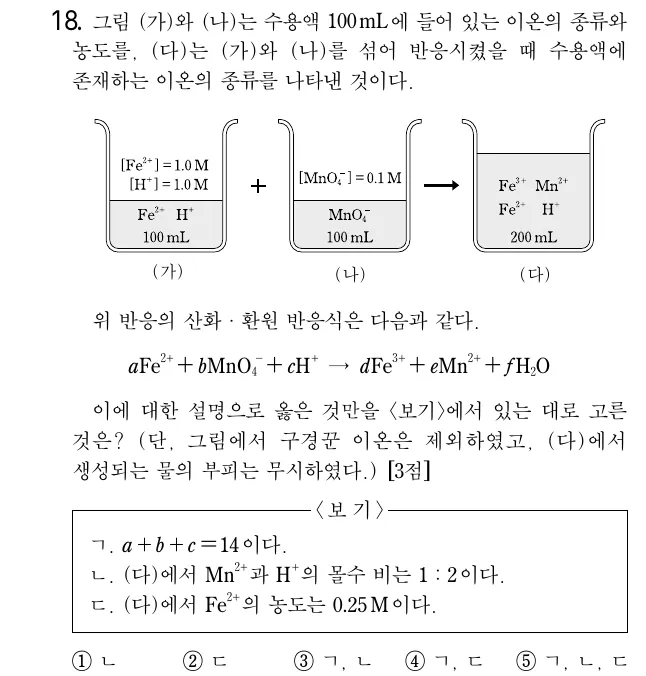 18. 그림 (가)와 (나)는 수용액 100mL에 들어 있는 이온의 종류와
농도를, (다)는 (가)와 (나)를 섞어 반응시켰을 때 수용액에
존재하는 이온의 종류를 나타낸 것이다.
[Fe²⁺]=1.0M
[H⁺]=1.0M
Fe²⁺ H⁺
100mL
(가)
+
[MnO₄⁻]=0.1M
MnO₄⁻
100mL
(나)
→
Fe³⁺ Mn²⁺
Fe²⁺ H⁺
200mL
(다)
위 반응의 산화·환원 반응식은 다음과 같다.
aFe²⁺+bMnO₄⁻+cH⁺ → dFe³⁺+eMn²⁺+fH₂O
이에 대한 설명으로 옳은 것만을 〈보기〉에서 있는 대로 고른
것은? (단, 그림에서 구경꾼 이온은 제외하였고, (다)에서
생성되는 물의 부피는 무시하였다.) [3점]
〈보 기〉
ㄱ. a+b+c=14이다.
ㄴ. (다)에서 Mn²⁺과 H⁺의 몰수 비는 1 : 2이다.
ㄷ. (다)에서 Fe²⁺의 농도는 0.25M이다.
① ㄴ ② ㄷ ③ ㄱ, ㄴ ④ ㄱ, ㄷ ⑤ ㄱ, ㄴ, ㄷ